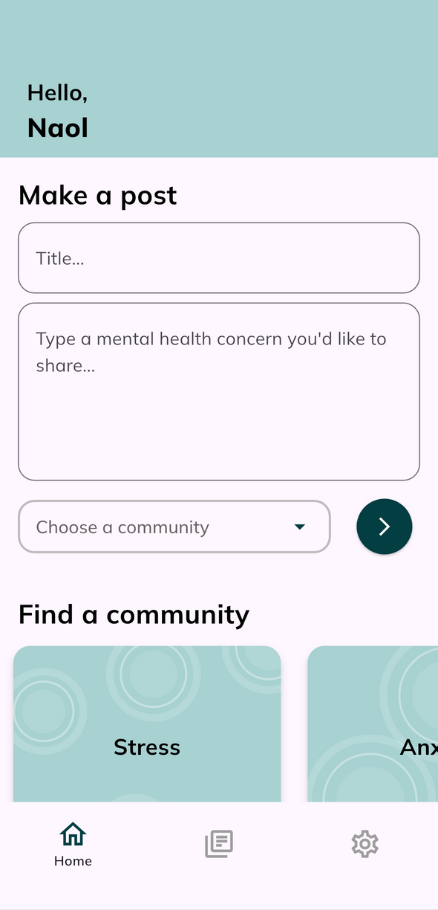 Hello,
Naol
Make a post
Title...
Type a mental health concern you'd like to
share...
Choose a community
Find a community
Stress
Anx
Home